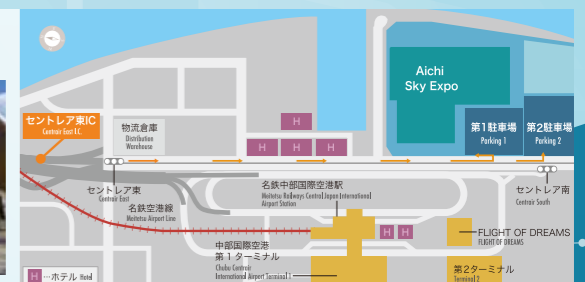 Aichi
Sky Expo
H
セントレア東IC
Centrair East I.C.
物流倉庫
Distribution
Warehouse
H
H
H
第1駐車場
Parking 1
第2駐車場
Parking 2
セントレア東
Centrair East
名鉄空港線
Meitetsu Airport Line
名鉄中部国際空港駅
Meitetsu Railways Central Japan International
Airport Station
セントレア南
Centrair South
H
H
FLIGHT OF DREAMS
FLIGHT OF DREAMS
中部国際空港
第1ターミナル
Chubu Centrair
International Airport Terminal 1
第2ターミナル
Terminal 2
H…ホテル Hotel